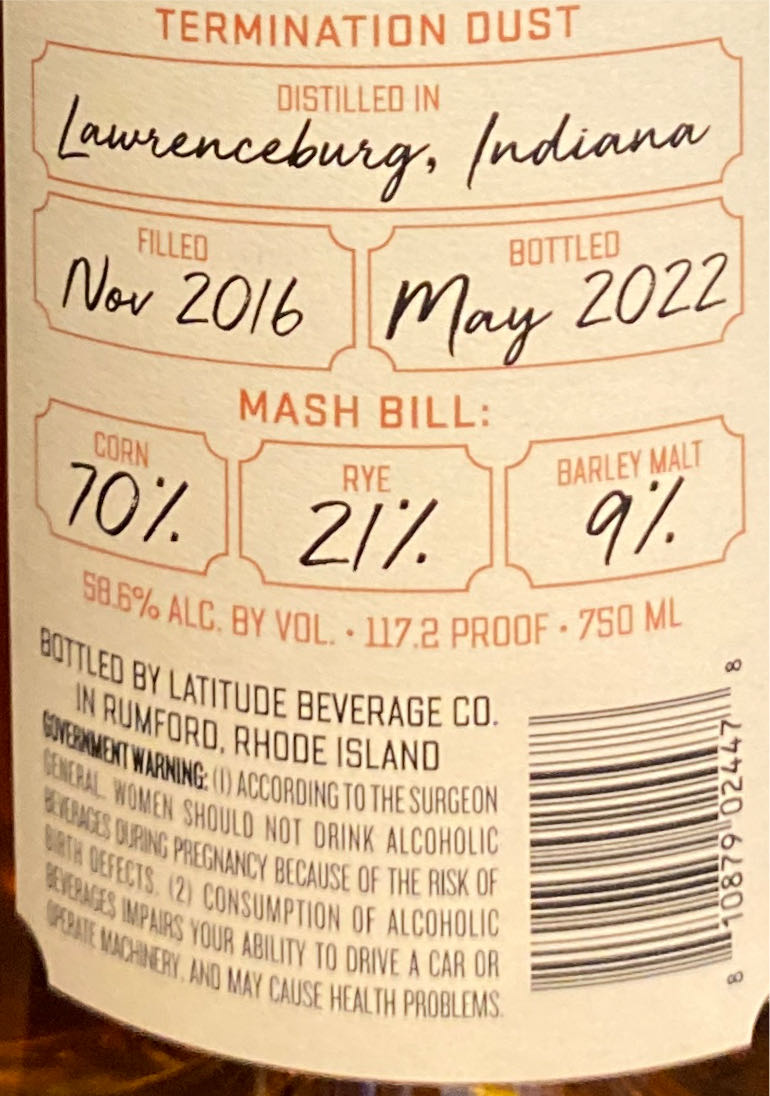 TERMINATION DUST
DISTILLED IN
Lawrenceburg, Indiana
FILLED
Nov 2016
BOTTLED
May 2022
MASH BILL:
CORN
70%
RYE
21%
BARLEY MALT
9%
58.6% ALC. BY VOL. • 117.2 PROOF • 750 ML
BOTTLED BY LATITUDE BEVERAGE CO.
IN RUMFORD, RHODE ISLAND
GOVERNMENT WARNING: (1) ACCORDING TO THE SURGEON
GENERAL, WOMEN SHOULD NOT DRINK ALCOHOLIC
BEVERAGES DURING PREGNANCY BECAUSE OF THE RISK OF
BIRTH DEFECTS. (2) CONSUMPTION OF ALCOHOLIC
BEVERAGES IMPAIRS YOUR ABILITY TO DRIVE A CAR OR
OPERATE MACHINERY, AND MAY CAUSE HEALTH PROBLEMS.
8 10879 02447 8